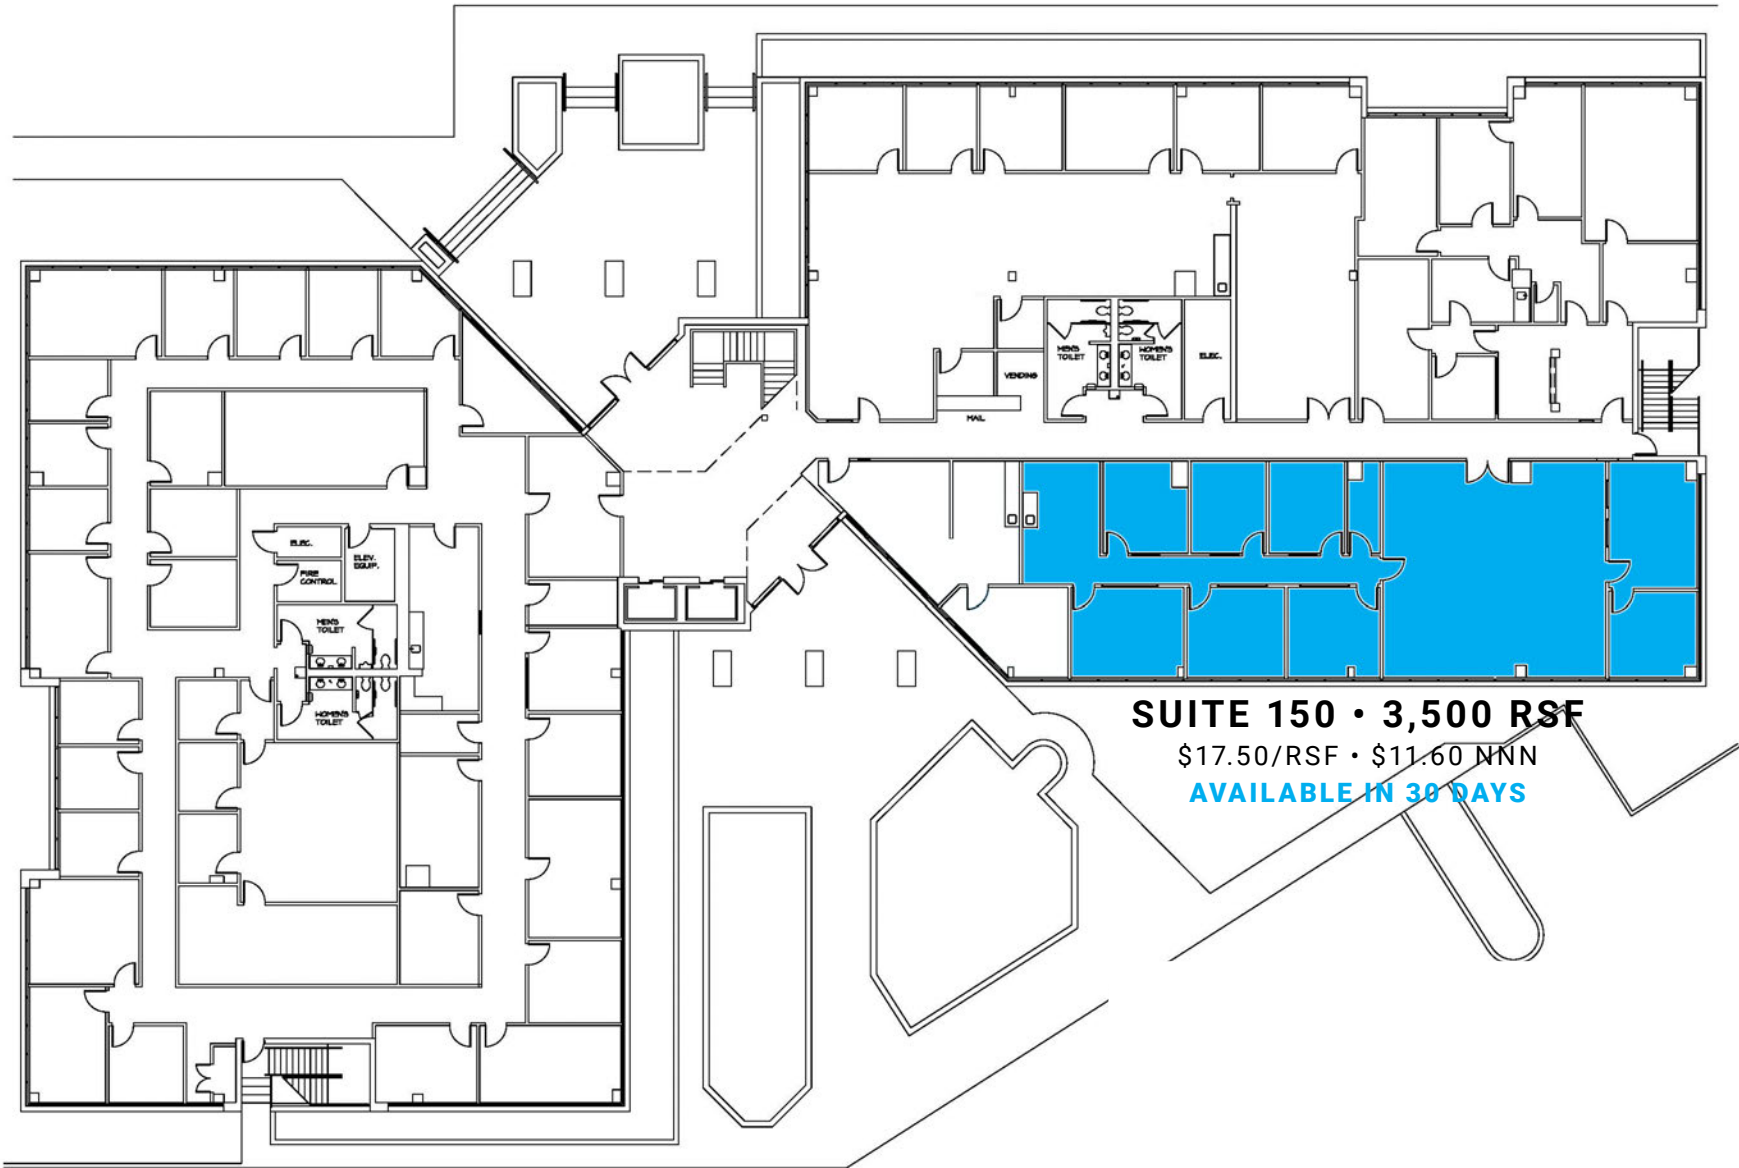 MEN'S
TOILET
WOMEN'S
TOILET
ELEC.
VENDING
MAIL
ELEC.
ELEV.
EQUIP.
FIRE
CONTROL
MEN'S
TOILET
WOMEN'S
TOILET
SUITE 150 • 3,500 RSF
$17.50/RSF • $11.60 NNN
AVAILABLE IN 30 DAYS